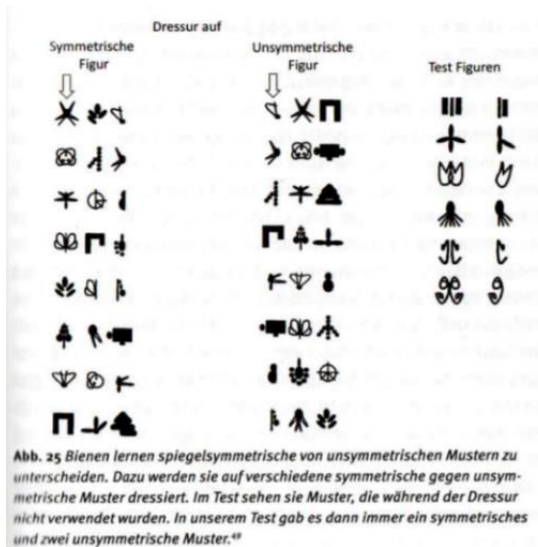 Dressur auf
Symmetrische
Figur
Unsymmetrische
Figur
Test Figuren
Abb. 25 Bienen lernen spiegelsymmetrische von unsymmetrischen Mustern zu
unterscheiden. Dazu werden sie auf verschiedene symmetrische gegen unsym-
metrische Muster dressiert. Im Test sehen sie Muster, die während der Dressur
nicht verwendet wurden. In unserem Test gab es dann immer ein symmetrisches
und zwei unsymmetrische Muster.⁴⁹